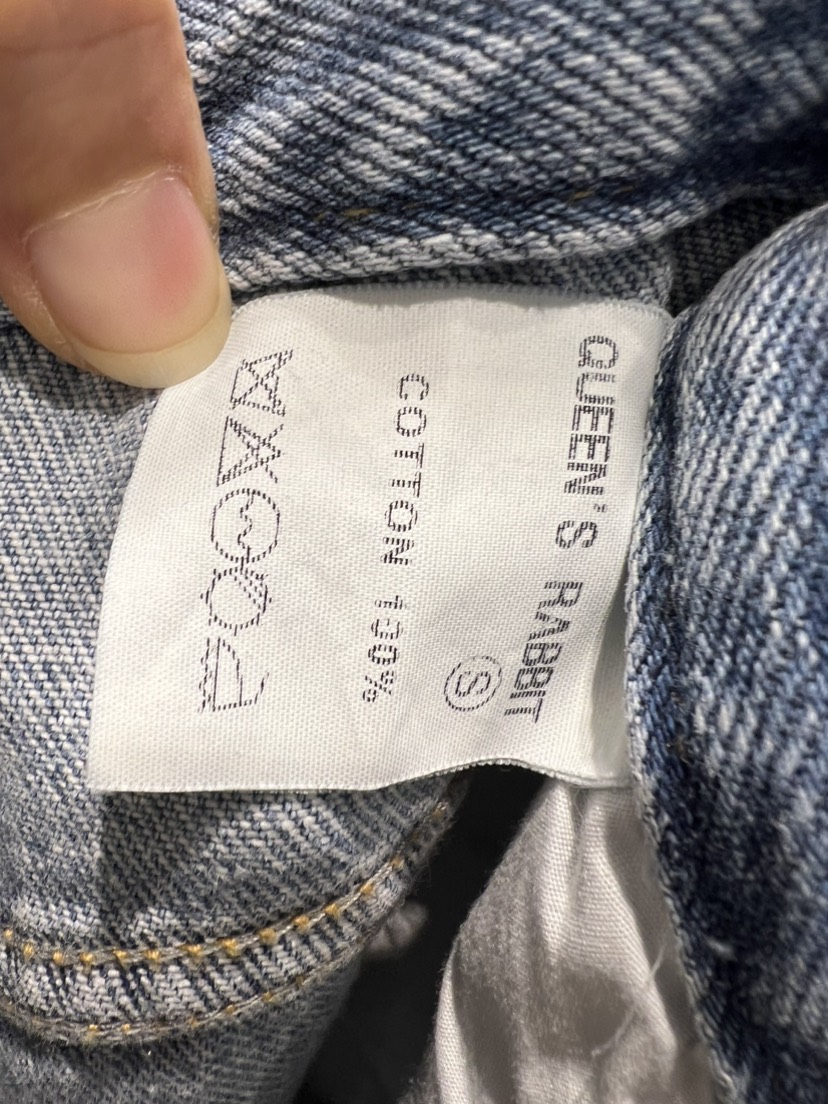 QUEEN'S RABBIT
Ⓢ
COTTON 100%